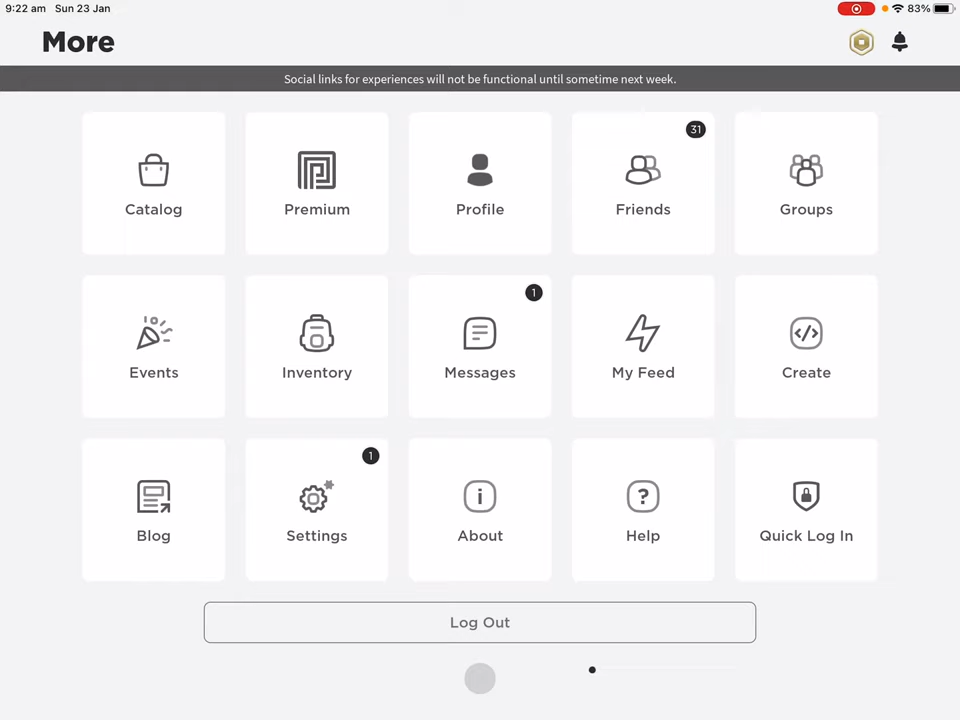 9:22 am Sun 23 Jan 83%
More
Social links for experiences will not be functional until sometime next week.
31
Catalog Premium Profile Friends Groups
1
Events Inventory Messages My Feed Create
1
Blog Settings About Help Quick Log In
Log Out